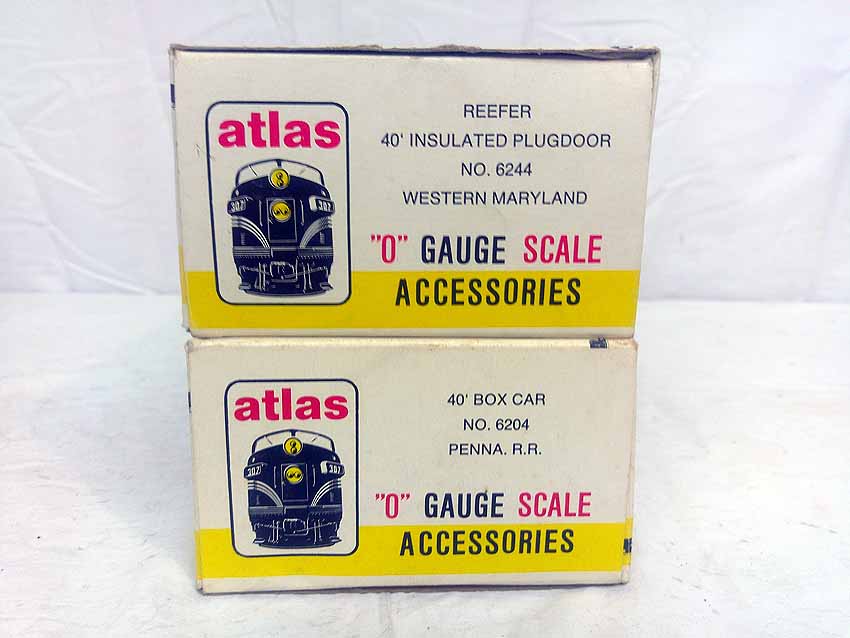 atlas
307 307
REEFER
40' INSULATED PLUGDOOR
NO. 6244
WESTERN MARYLAND
"O" GAUGE SCALE
ACCESSORIES
atlas
307 307
40' BOX CAR
NO. 6204
PENNA. R.R.
"O" GAUGE SCALE
ACCESSORIES